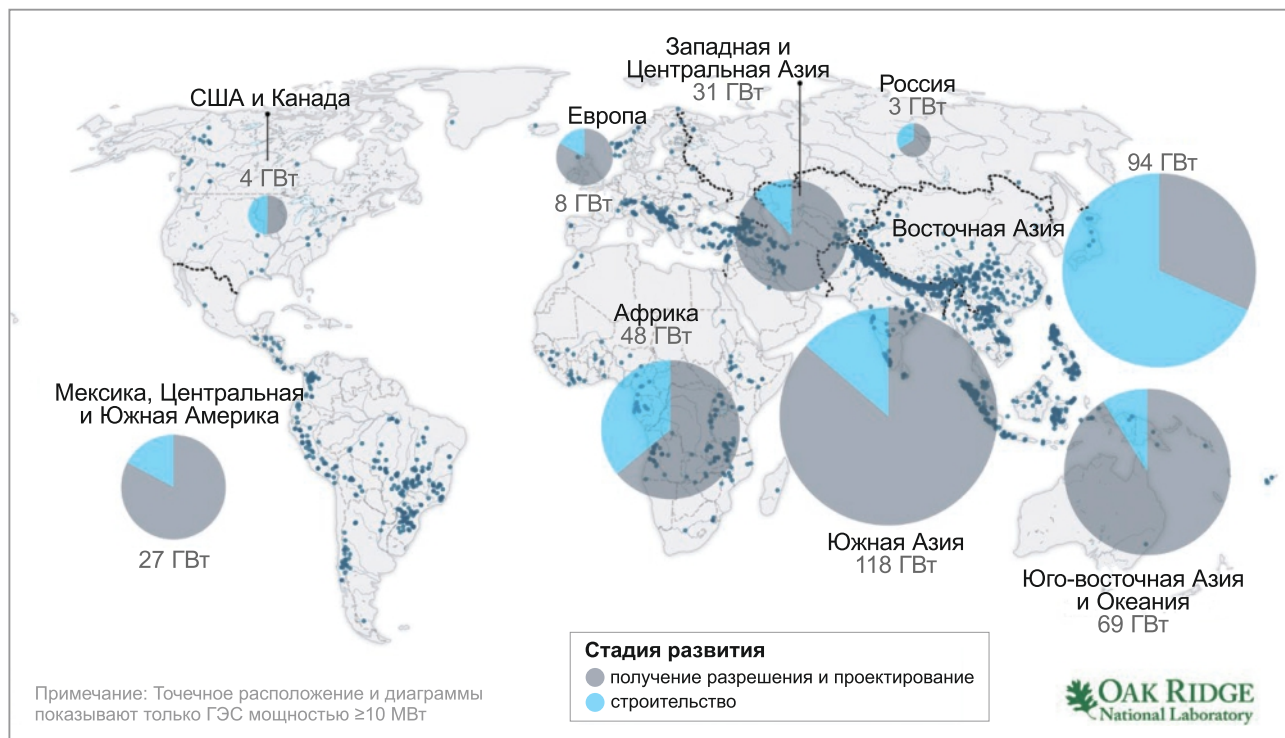 Западная и
Центральная Азия
31 ГВт
Россия
3 ГВт
США и Канада
4 ГВт
Европа
8 ГВт
94 ГВт
Восточная Азия
Африка
48 ГВт
Мексика, Центральная
и Южная Америка
27 ГВт
Южная Азия
118 ГВт
Юго-восточная Азия
и Океания
69 ГВт
Стадия развития
получение разрешения и проектирование
строительство
Примечание: Точечное расположение и диаграммы
показывают только ГЭС мощностью ≥10 МВт
OAK RIDGE
National Laboratory